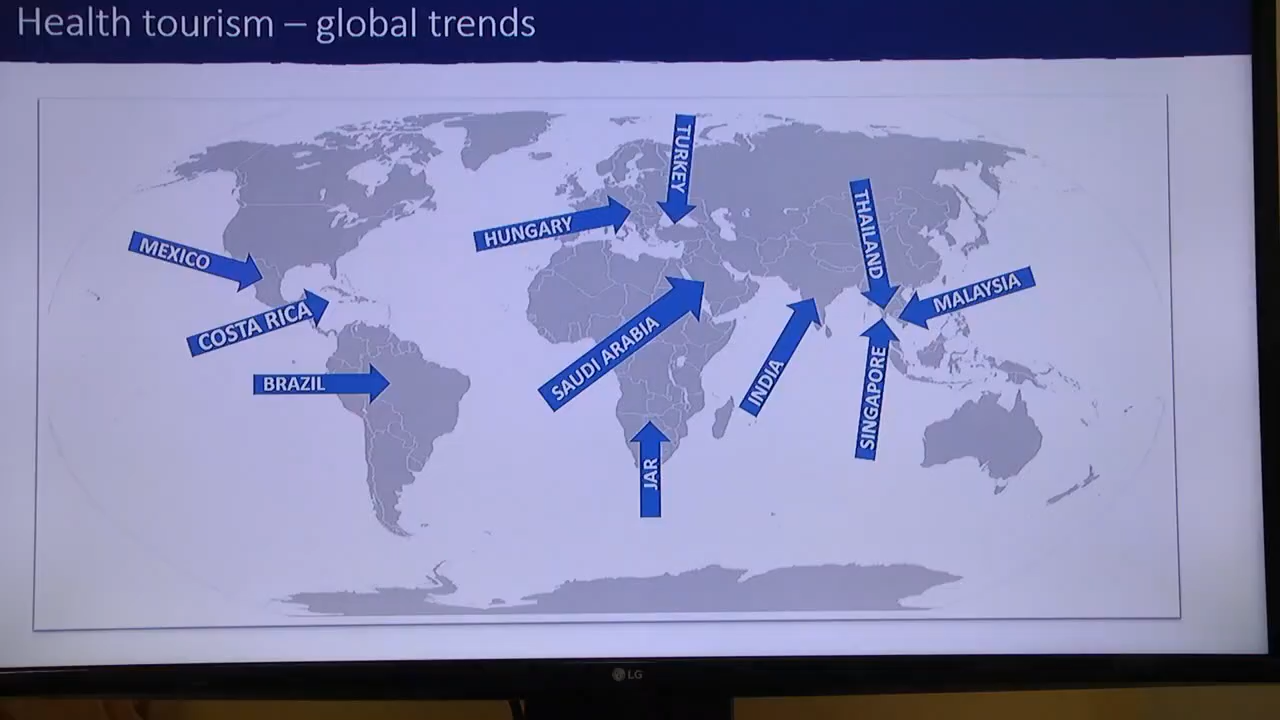 Health tourism – global trends
TURKEY
THAILAND
HUNGARY
MEXICO
MALAYSIA
COSTA RICA
SAUDI ARABIA
INDIA
BRAZIL
SINGAPORE
JAR
LG